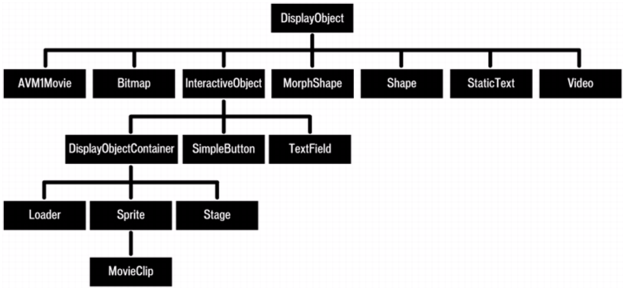 DisplayObject
AVM1Movie Bitmap InteractiveObject MorphShape Shape StaticText Video
DisplayObjectContainer SimpleButton TextField
Loader Sprite Stage
MovieClip